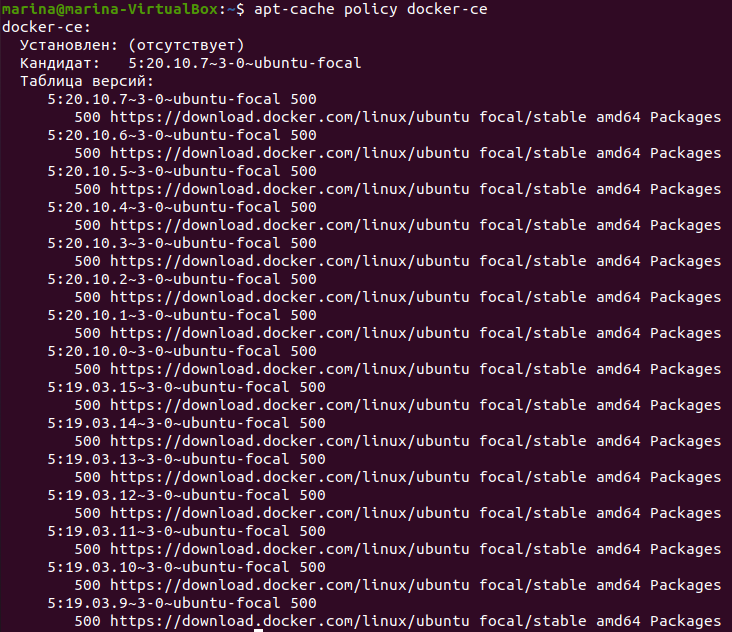 marina@marina-VirtualBox:~$ apt-cache policy docker-ce
docker-ce:
  Установлен: (отсутствует)
  Кандидат:   5:20.10.7~3-0~ubuntu-focal
  Таблица версий:
     5:20.10.7~3-0~ubuntu-focal 500
        500 https://download.docker.com/linux/ubuntu focal/stable amd64 Packages
     5:20.10.6~3-0~ubuntu-focal 500
        500 https://download.docker.com/linux/ubuntu focal/stable amd64 Packages
     5:20.10.5~3-0~ubuntu-focal 500
        500 https://download.docker.com/linux/ubuntu focal/stable amd64 Packages
     5:20.10.4~3-0~ubuntu-focal 500
        500 https://download.docker.com/linux/ubuntu focal/stable amd64 Packages
     5:20.10.3~3-0~ubuntu-focal 500
        500 https://download.docker.com/linux/ubuntu focal/stable amd64 Packages
     5:20.10.2~3-0~ubuntu-focal 500
        500 https://download.docker.com/linux/ubuntu focal/stable amd64 Packages
     5:20.10.1~3-0~ubuntu-focal 500
        500 https://download.docker.com/linux/ubuntu focal/stable amd64 Packages
     5:20.10.0~3-0~ubuntu-focal 500
        500 https://download.docker.com/linux/ubuntu focal/stable amd64 Packages
     5:19.03.15~3-0~ubuntu-focal 500
        500 https://download.docker.com/linux/ubuntu focal/stable amd64 Packages
     5:19.03.14~3-0~ubuntu-focal 500
        500 https://download.docker.com/linux/ubuntu focal/stable amd64 Packages
     5:19.03.13~3-0~ubuntu-focal 500
        500 https://download.docker.com/linux/ubuntu focal/stable amd64 Packages
     5:19.03.12~3-0~ubuntu-focal 500
        500 https://download.docker.com/linux/ubuntu focal/stable amd64 Packages
     5:19.03.11~3-0~ubuntu-focal 500
        500 https://download.docker.com/linux/ubuntu focal/stable amd64 Packages
     5:19.03.10~3-0~ubuntu-focal 500
        500 https://download.docker.com/linux/ubuntu focal/stable amd64 Packages
     5:19.03.9~3-0~ubuntu-focal 500
        500 https://download.docker.com/linux/ubuntu focal/stable amd64 Packages